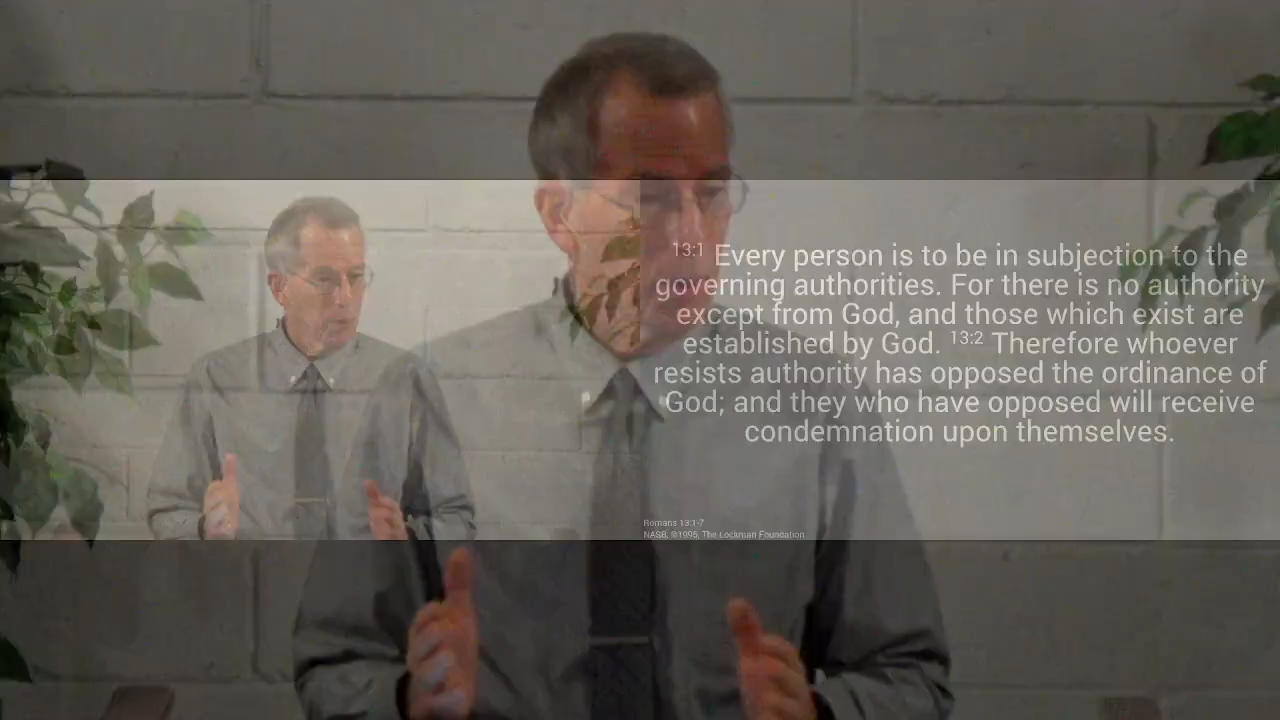 13:1 Every person is to be in subjection to the
governing authorities. For there is no authority
except from God, and those which exist are
established by God. 13:2 Therefore whoever
resists authority has opposed the ordinance of
God; and they who have opposed will receive
condemnation upon themselves.
Romans 13:1-7
NASB, ©1995, The Lockman Foundation